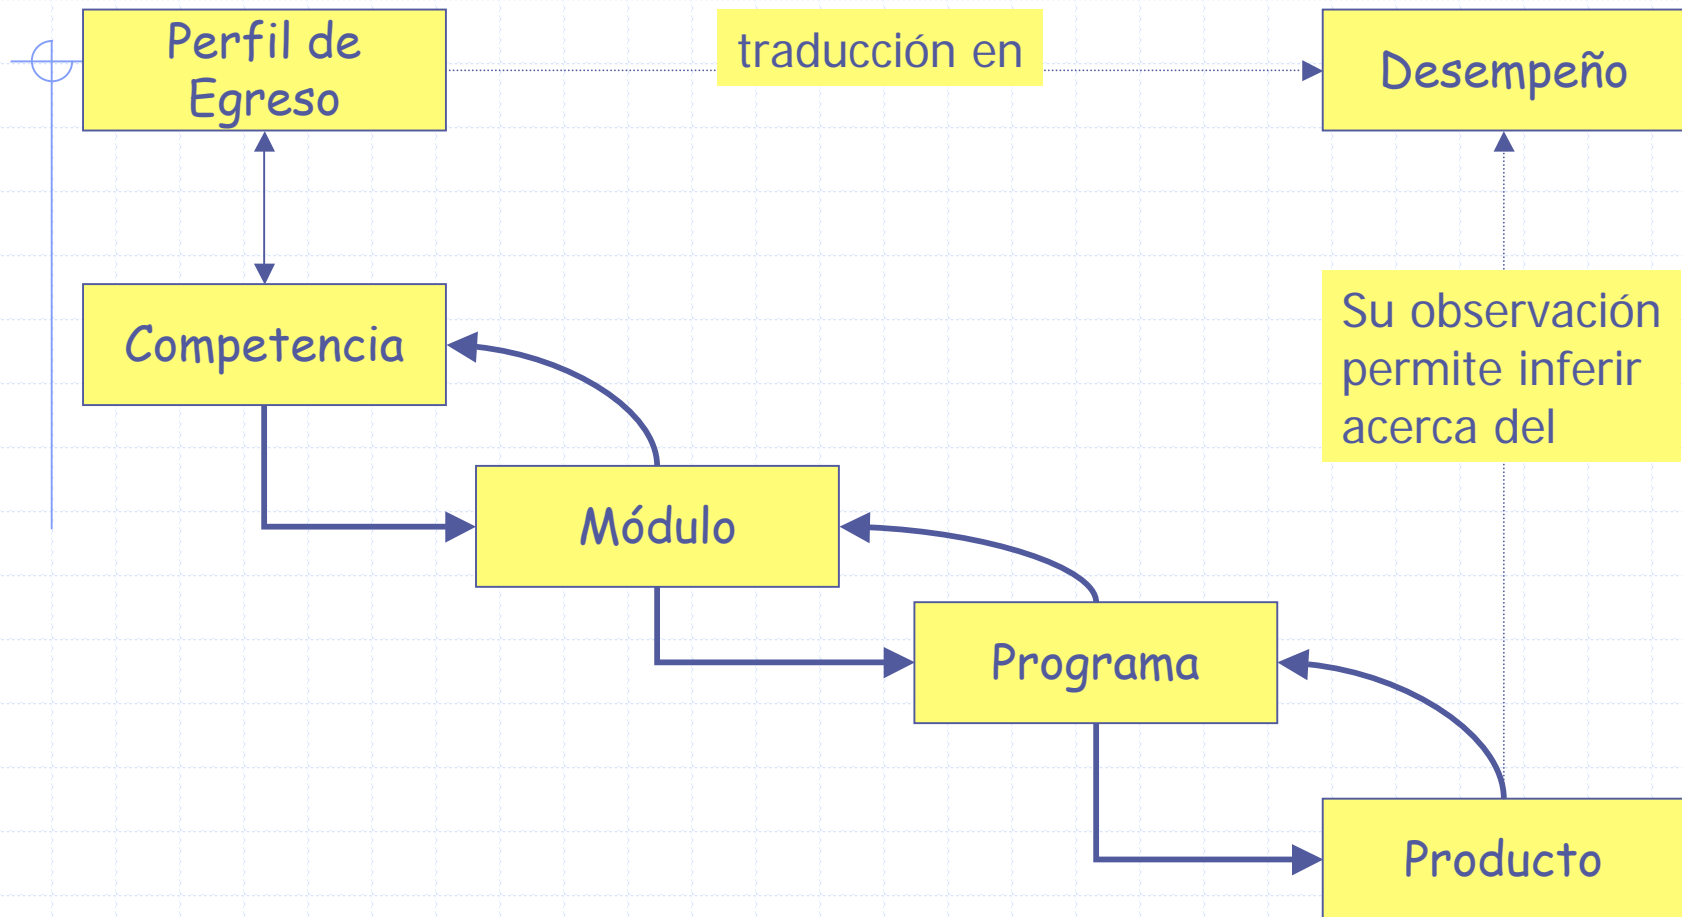 Perfil de
Egreso
traducción en
Desempeño
Competencia
Su observación
permite inferir
acerca del
Módulo
Programa
Producto